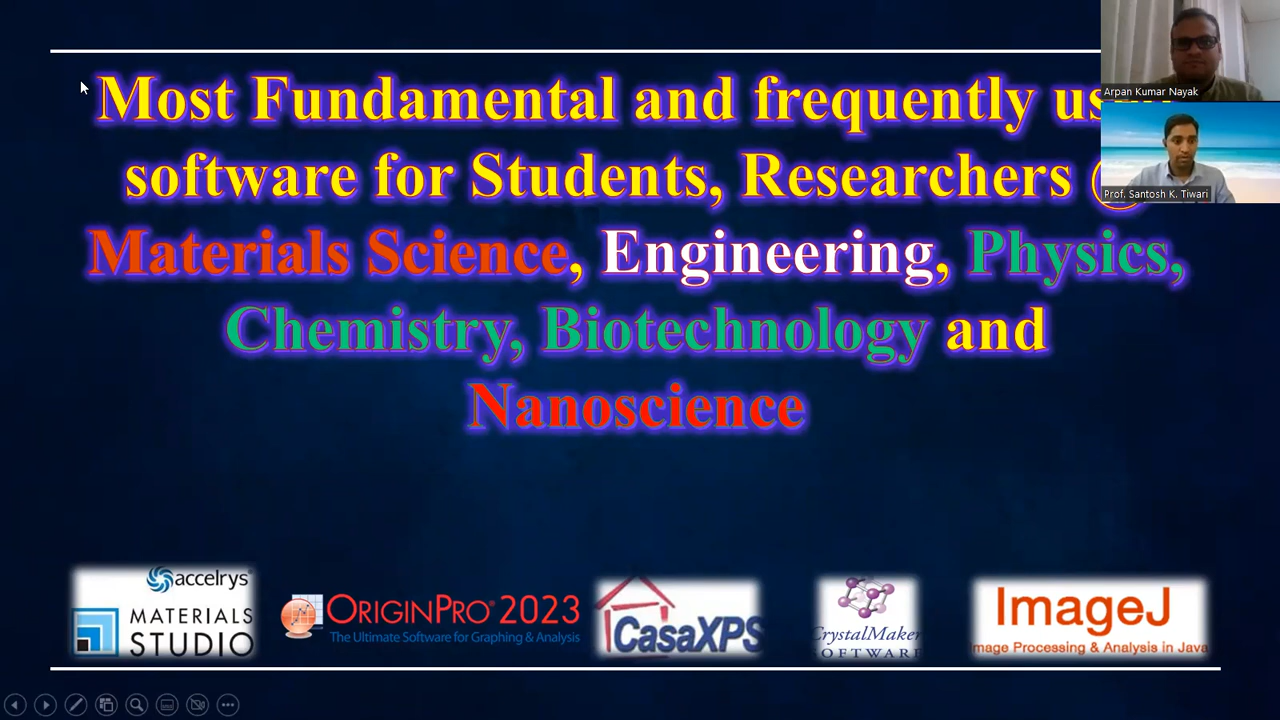 Most Fundamental and frequently
software for Students, Researchers @
Materials Science, Engineering, Physics,
Chemistry, Biotechnology and
Nanoscience
Arpan Kumar Nayak
Prof. Santosh K. Tiwari
accelrys
MATERIALS
STUDIO
ORIGINPRO® 2023
The Ultimate Software for Graphing & Analysis
CasaXPS
CrystalMaker
SOFTWARE
ImageJ
Image Processing & Analysis in Java